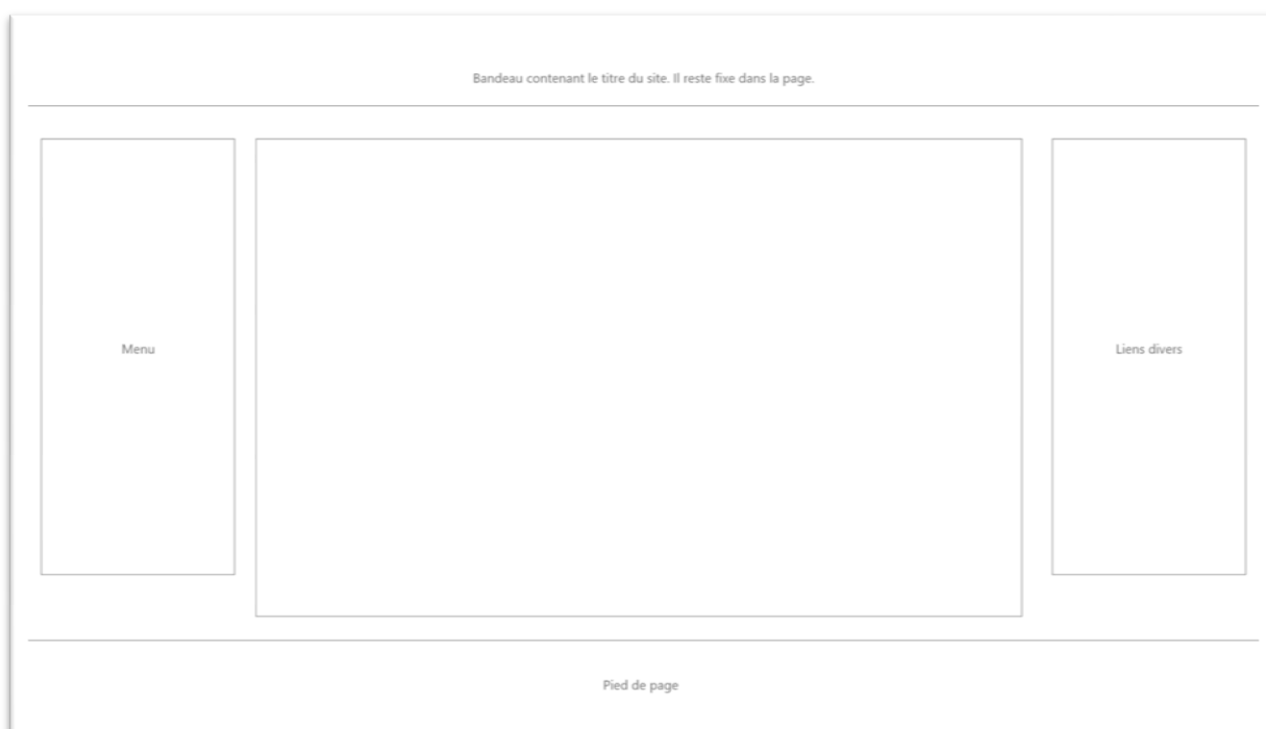 Bandeau contenant le titre du site. Il reste fixe dans la page.
Menu
Liens divers
Pied de page